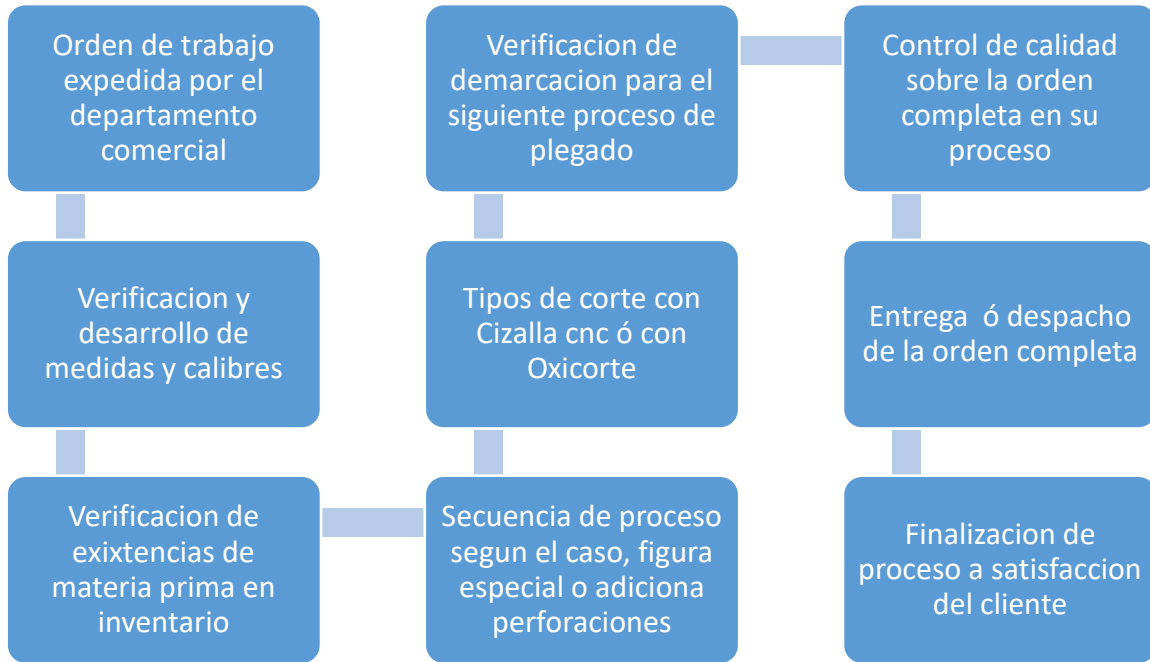 Orden de trabajo
expedida por el
departamento
comercial
Verificacion y
desarrollo de
medidas y calibres
Verificacion de
exixtencias de
materia prima en
inventario
Secuencia de proceso
segun el caso, figura
especial o adiciona
perforaciones
Tipos de corte con
Cizalla cnc ó con
Oxicorte
Verificacion de
demarcacion para el
siguiente proceso de
plegado
Control de calidad
sobre la orden
completa en su
proceso
Entrega ó despacho
de la orden completa
Finalizacion de
proceso a satisfaccion
del cliente